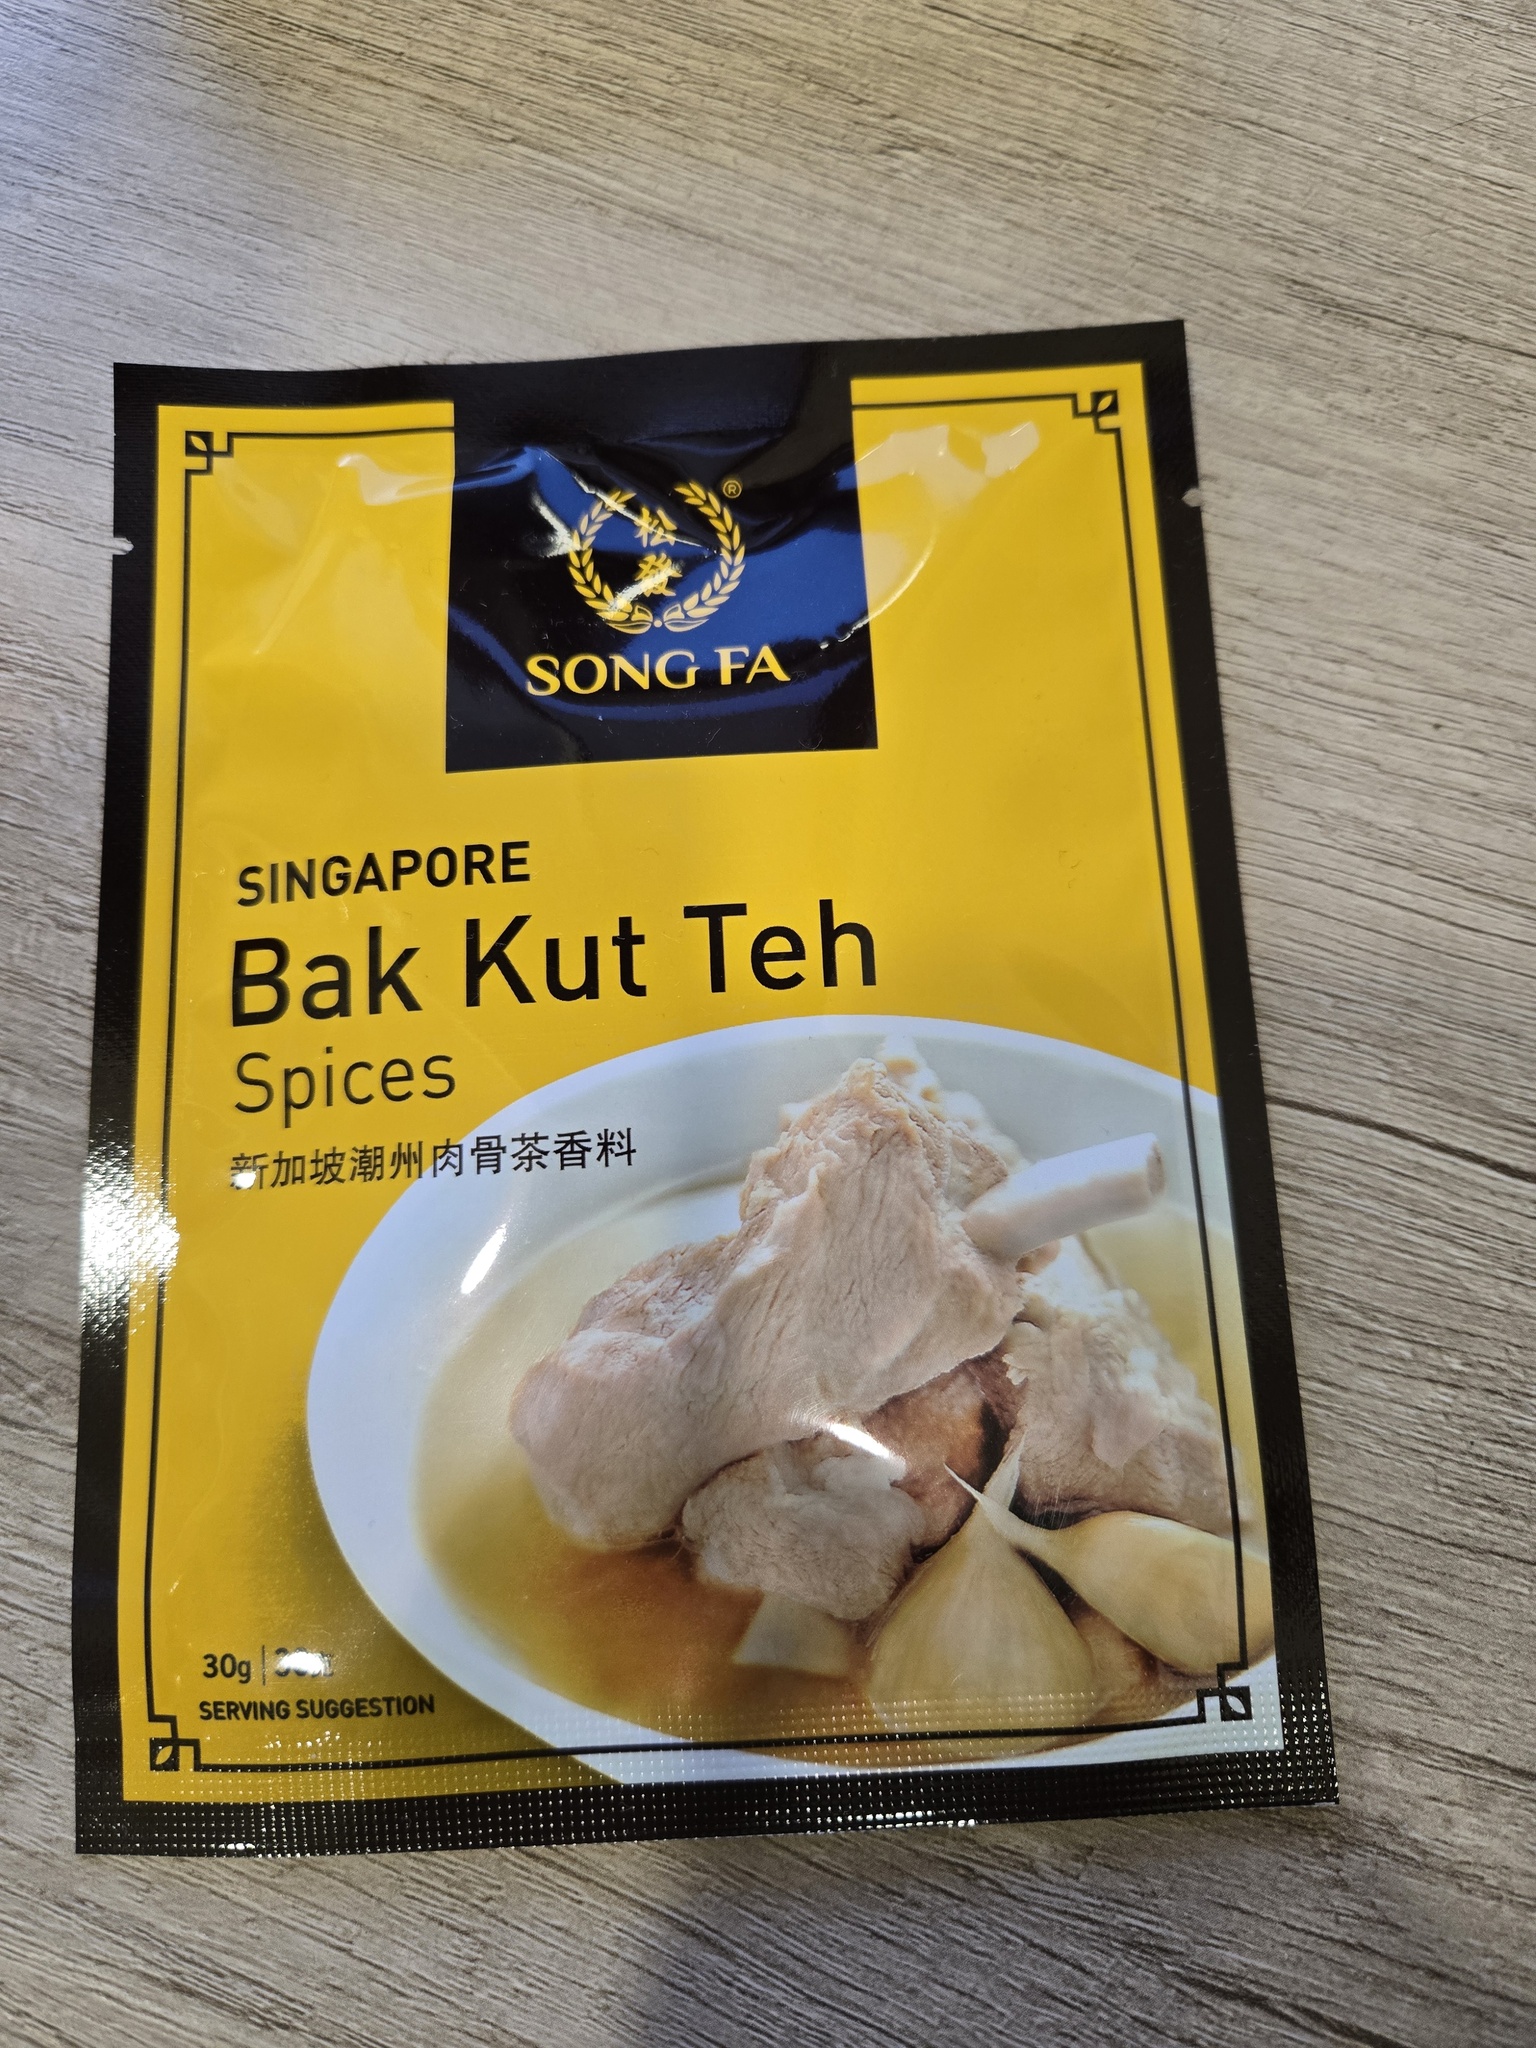 ®
松
發
SONG FA
SINGAPORE
Bak Kut Teh
Spices
新加坡潮州肉骨茶香料
30g |
SERVING SUGGESTION